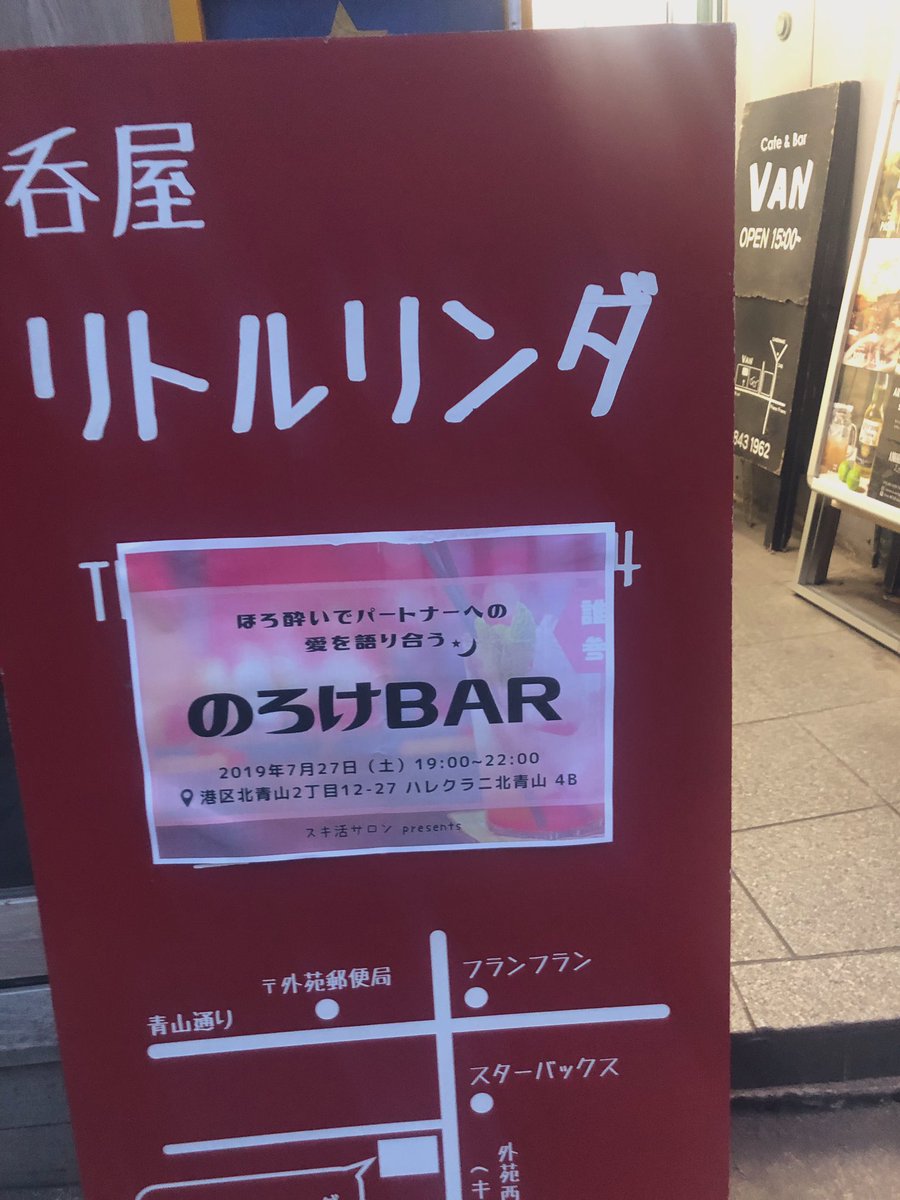 呑屋
リトルリンダ
ほろ酔いでパートナーへの
愛を語り合う
のろけBAR
2019年7月27日（土）19:00~22:00
港区北青山2丁目12-27 ハレクラニ北青山 4B
スキ活サロン presents
〒外苑郵便局
フランフラン
青山通り
スターバックス
外苑西
(キ
Cafe & Bar
VAN
OPEN 15:00~
VAN
843 1962